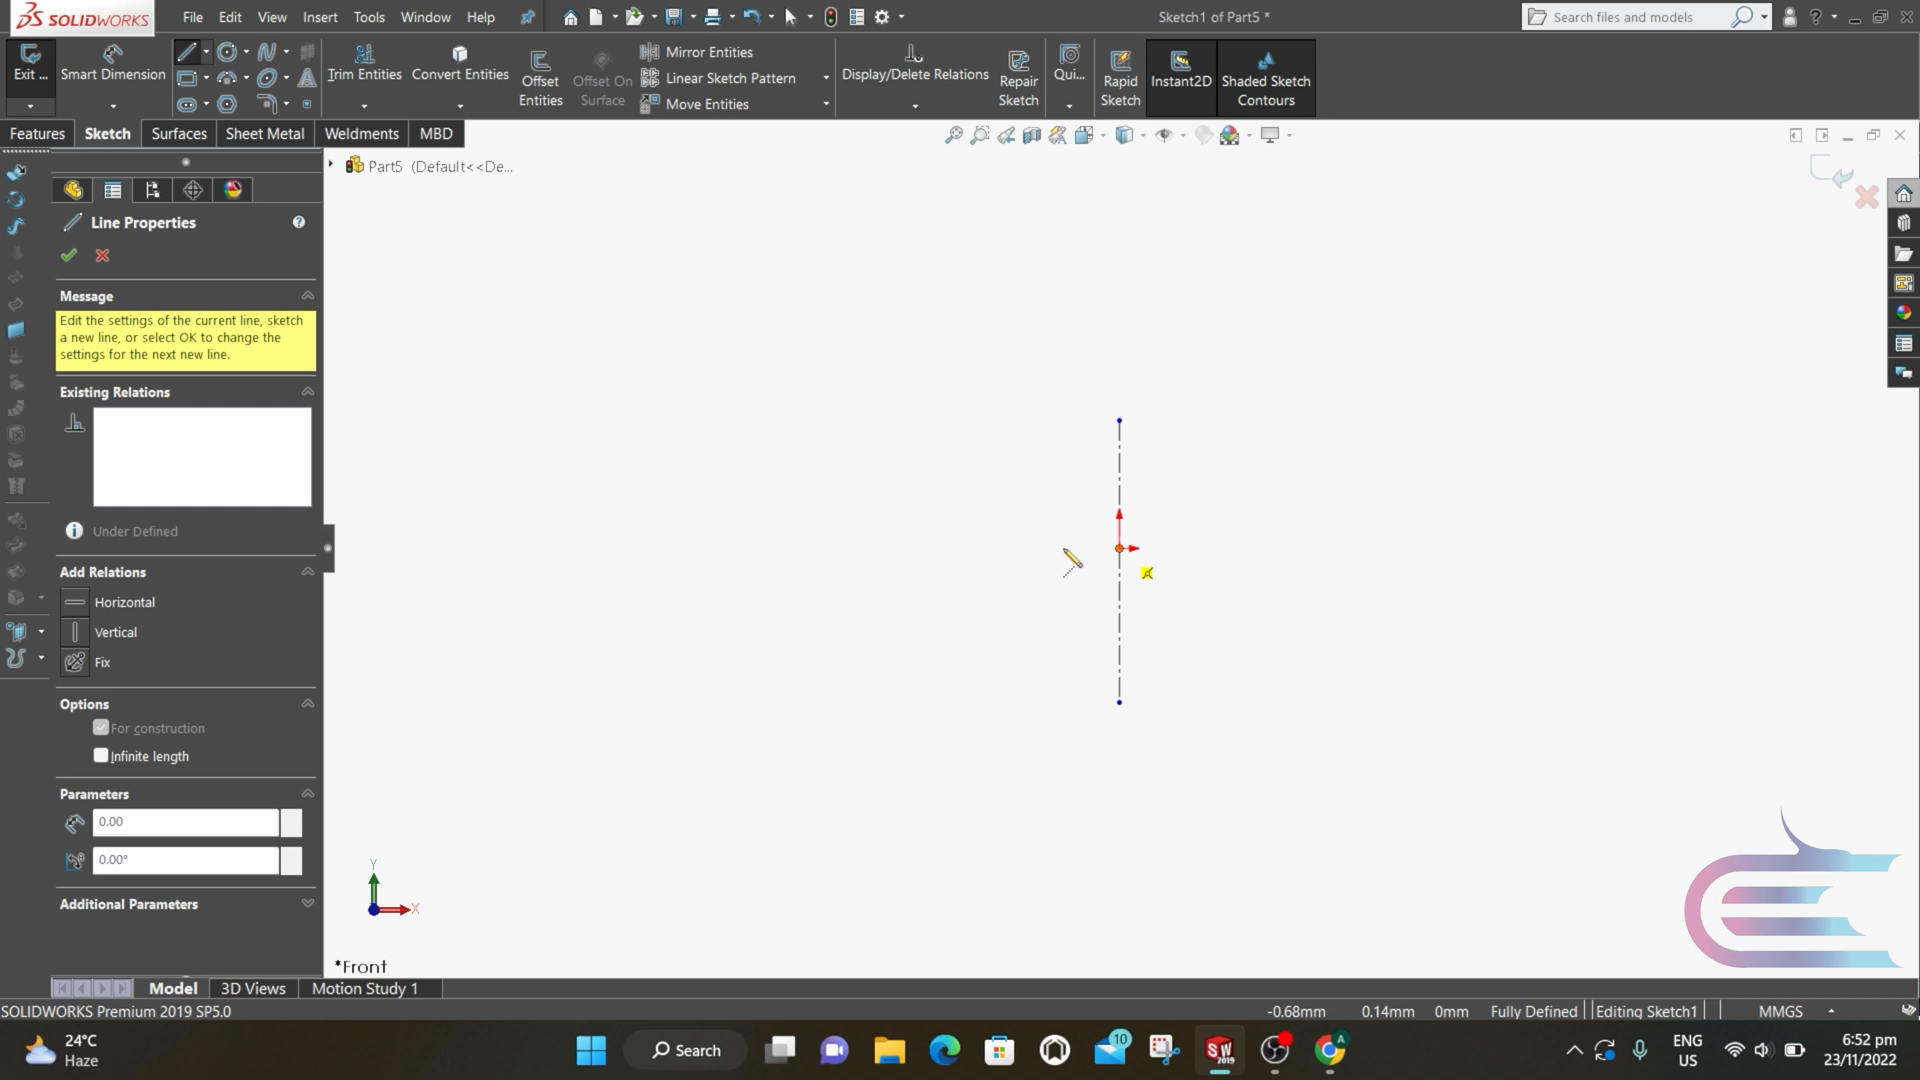 SOLIDWORKS
File Edit View Insert Tools Window Help
Sketch1 of Part5 *
Search files and models
Exit ...
Smart Dimension
Trim Entities
Convert Entities
Offset Entities
Offset On Surface
Mirror Entities
Linear Sketch Pattern
Move Entities
Display/Delete Relations
Repair Sketch
Qui...
Rapid Sketch
Instant2D
Shaded Sketch Contours
Features Sketch Surfaces Sheet Metal Weldments MBD
Part5 (Default<<De...
Line Properties
Message
Edit the settings of the current line, sketch
a new line, or select OK to change the
settings for the next new line.
Existing Relations
Under Defined
Add Relations
Horizontal
Vertical
Fix
Options
For construction
Infinite length
Parameters
0.00
0.00°
Additional Parameters
Y
X
*Front
Model 3D Views Motion Study 1
SOLIDWORKS Premium 2019 SP5.0
-0.68mm 0.14mm 0mm Fully Defined Editing Sketch1 MMGS
24°C
Haze
Search
10
SW
2019
A
ENG
US
6:52 pm
23/11/2022